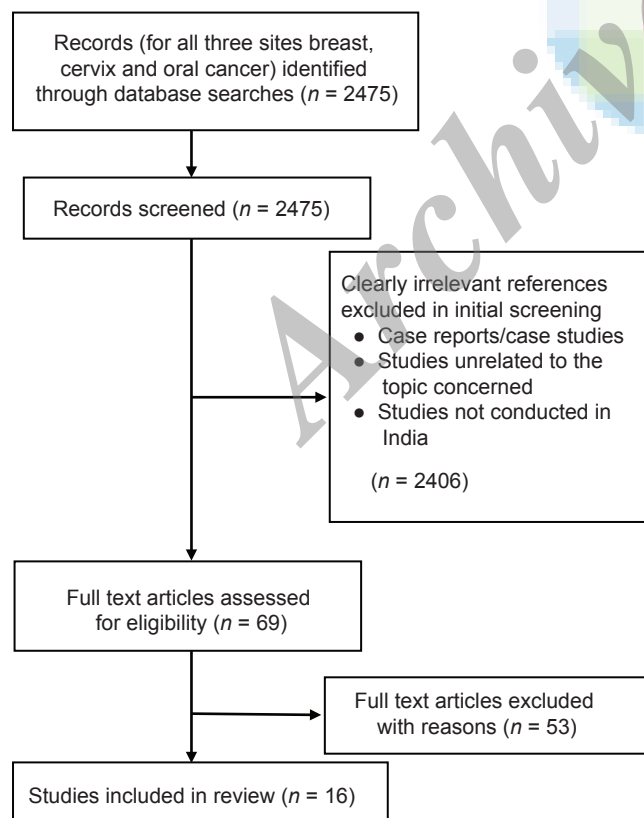 Records (for all three sites breast,
cervix and oral cancer) identified
through database searches (n = 2475)
Records screened (n = 2475)
Clearly irrelevant references
excluded in initial screening
● Case reports/case studies
● Studies unrelated to the
topic concerned
● Studies not conducted in
India
(n = 2406)
Full text articles assessed
for eligibility (n = 69)
Full text articles excluded
with reasons (n = 53)
Studies included in review (n = 16)